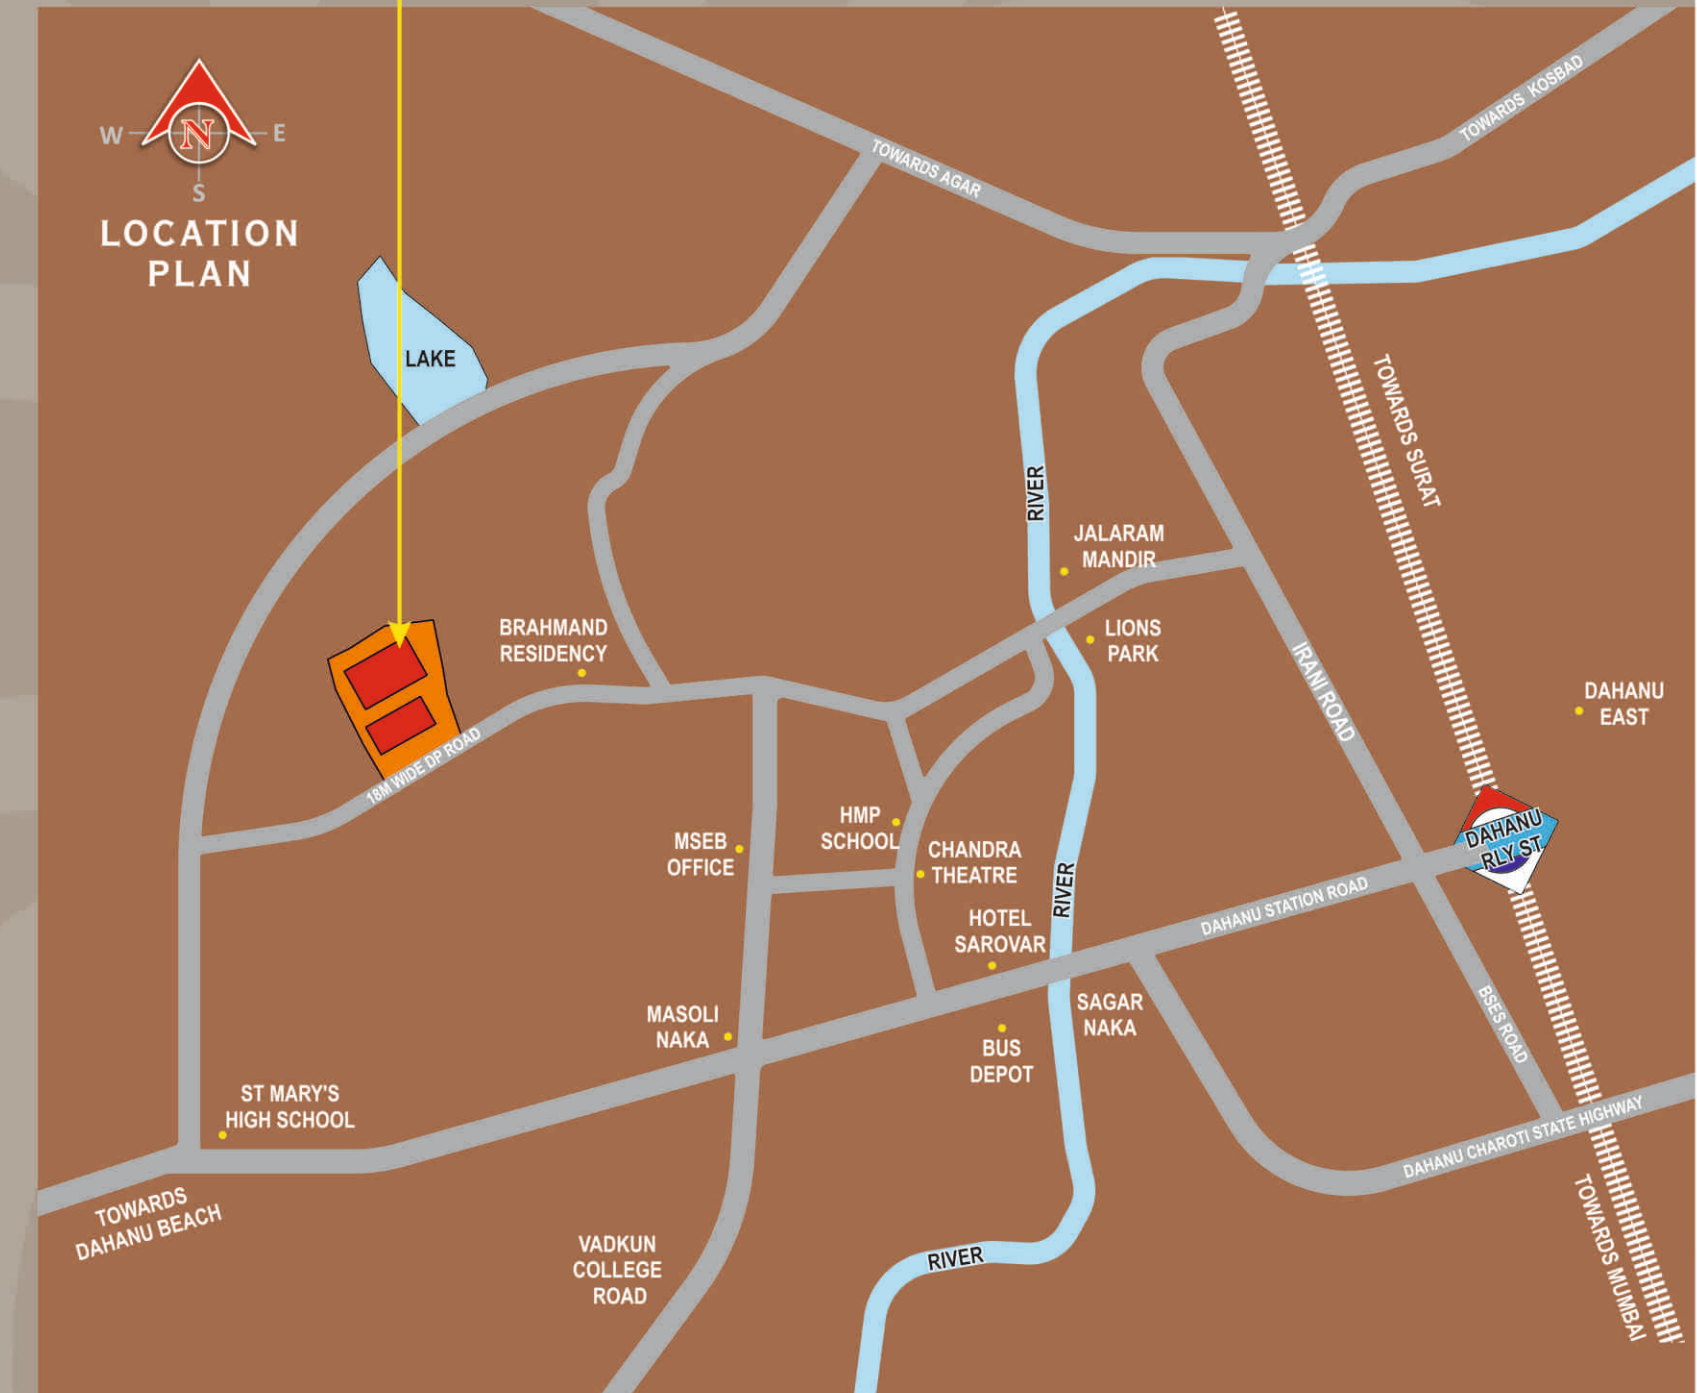 N
W
E
S
LOCATION
PLAN
TOWARDS AGAR
TOWARDS KOSBAD
LAKE
TOWARDS SURAT
RIVER
JALARAM
MANDIR
BRAHMAND
RESIDENCY
LIONS
PARK
IRANI ROAD
DAHANU
EAST
18M WIDE DP ROAD
MSEB
OFFICE
HMP
SCHOOL
CHANDRA
THEATRE
DAHANU
RLY ST.
RIVER
DAHANU STATION ROAD
HOTEL
SAROVAR
MASOLI
NAKA
SAGAR
NAKA
BUS
DEPOT
BSES ROAD
ST MARY'S
HIGH SCHOOL
DAHANU CHAROTI STATE HIGHWAY
TOWARDS
DAHANU BEACH
VADKUN
COLLEGE
ROAD
RIVER
TOWARDS MUMBAI